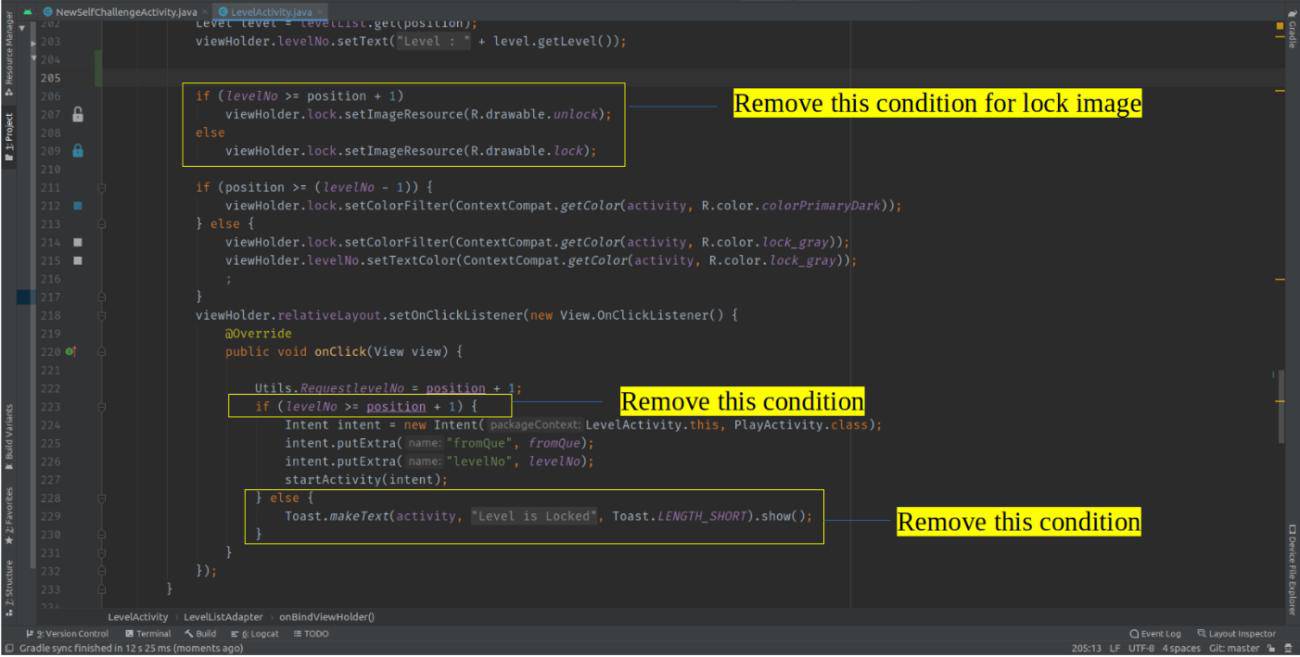 NewSelfChallengeActivity.java × LevelActivity.java ×
Resource Manager
Gradle
1: Project
202 Level level = levelList.get(position);
203 viewHolder.levelNo.setText("Level : " + level.getLevel());
204
205
206 if (levelNo >= position + 1)
Remove this condition for lock image
207 viewHolder.lock.setImageResource(R.drawable.unlock);
208 else
209 viewHolder.lock.setImageResource(R.drawable.lock);
210
211 if (position >= (levelNo - 1)) {
212 viewHolder.lock.setColorFilter(ContextCompat.getColor(activity, R.color.colorPrimaryDark));
213 } else {
214 viewHolder.lock.setColorFilter(ContextCompat.getColor(activity, R.color.lock_gray));
215 viewHolder.levelNo.setTextColor(ContextCompat.getColor(activity, R.color.lock_gray));
216 ;
217 }
218 viewHolder.relativeLayout.setOnClickListener(new View.OnClickListener() {
219 @Override
220 public void onClick(View view) {
221
222 Utils.RequestlevelNo = position + 1;
223 if (levelNo >= position + 1) {
Remove this condition
224 Intent intent = new Intent( packageContext: LevelActivity.this, PlayActivity.class);
225 intent.putExtra( name: "fromQue", fromQue);
226 intent.putExtra( name: "levelNo", levelNo);
227 startActivity(intent);
228 } else {
229 Toast.makeText(activity, "Level is Locked", Toast.LENGTH_SHORT).show();
Remove this condition
230 }
231 }
232 });
233 }
234
Build Variants
2: Favorites
7: Structure
Device File Explorer
LevelActivity LevelListAdapter onBindViewHolder()
9: Version Control Terminal Build 6: Logcat TODO Event Log Layout Inspector
Gradle sync finished in 12 s 25 ms (moments ago) 205:13 LF UTF-8 4 spaces Git: master